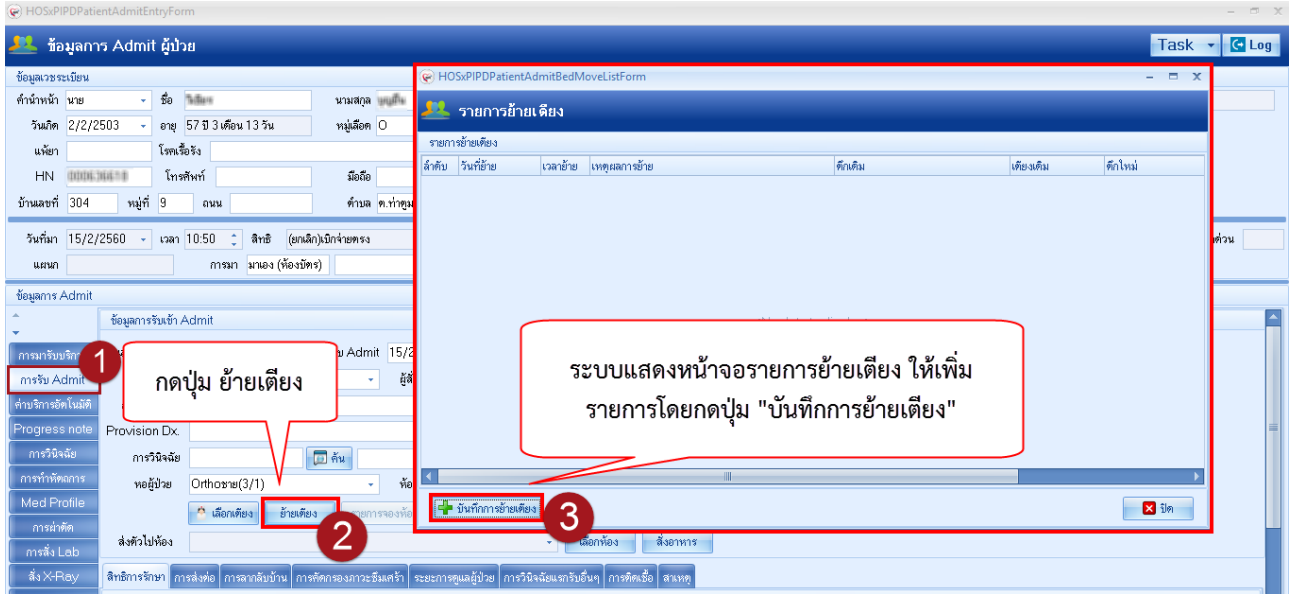 HOSxPIPDPatientAdmitEntryForm
ข้อมูลการ Admit ผู้ป่วย
Task
Log
ข้อมูลเวชระเบียน
คำนำหน้า นาย ชื่อ นามสกุล
วันเกิด 2/2/2503 อายุ 57 ปี 3 เดือน 13 วัน หมู่เลือด O
แพ้ยา โรคเรื้อรัง
HN โทรศัพท์ มือถือ
บ้านเลขที่ 304 หมู่ที่ 9 ถนน ตำบล ต.ท่าตูม
วันที่มา 15/2/2560 เวลา 10:50 สิทธิ (ยกเลิก)เบิกจ่ายตรง
แผนก การมา มาเอง (ห้องบัตร)
ข้อมูลการ Admit
ข้อมูลการรับเข้า Admit
การมารับบริก
Admit 15/2
การรับ Admit
ค่าบริการอัตโนมัติ
Progress note
Provision Dx.
การวินิจฉัย
การวินิจฉัย
ค้น
การทำหัตถการ
หอผู้ป่วย Orthoชาย(3/1)
Med Profile
เลือกเตียง
ย้ายเตียง
การผ่าตัด
การสั่ง Lab
ส่งตัวไปห้อง
เลือกห้อง
สั่งอาหาร
สั่ง X-Ray
สิทธิการรักษา การส่งต่อ การลากลับบ้าน การคัดกรองภาวะซึมเศร้า ระยะการดูแลผู้ป่วย การวินิจฉัยแรกรับอื่นๆ การติดเชื้อ สาเหตุ
HOSxPIPDPatientAdmitBedMoveListForm
รายการย้ายเตียง
รายการย้ายเตียง
ลำดับ วันที่ย้าย เวลาย้าย เหตุผลการย้าย ตึกเดิม เตียงเดิม ตึกใหม่
บันทึกการย้ายเตียง
ปิด
1
กดปุ่ม ย้ายเตียง
2
ระบบแสดงหน้าจอรายการย้ายเตียง ให้เพิ่ม
รายการโดยกดปุ่ม "บันทึกการย้ายเตียง"
3